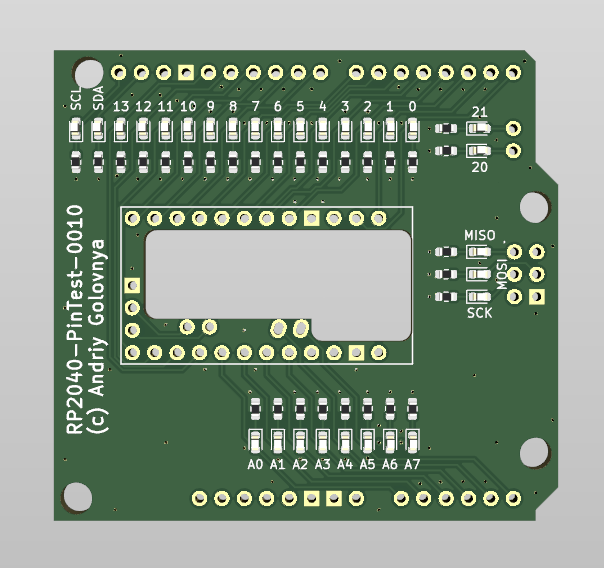 SCL SDA 13 12 11 10 9 8 7 6 5 4 3 2 1 0
21
20
RP2040-PinTest-0010
(c) Andriy Golovnya
MISO
MOSI
SCK
A0 A1 A2 A3 A4 A5 A6 A7